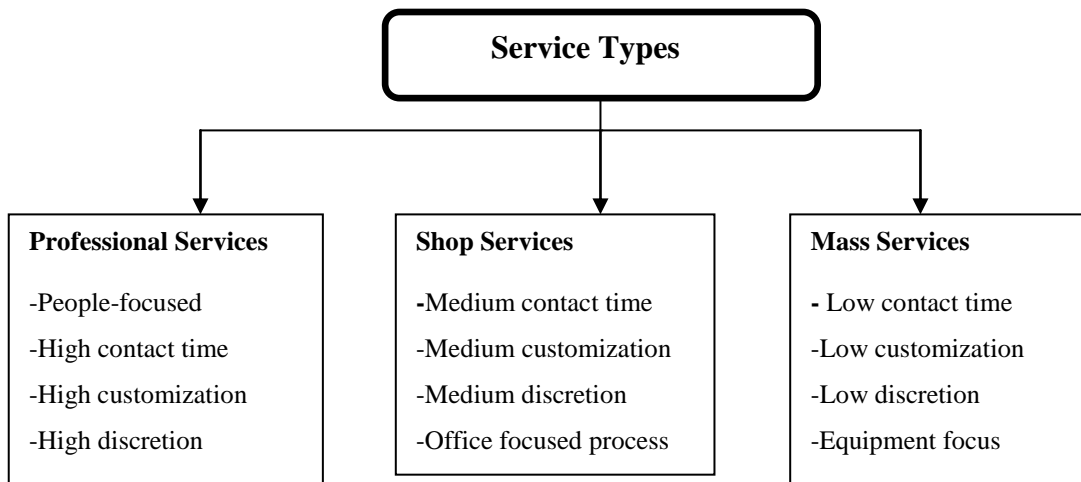 Service Types
Professional Services
-People-focused
-High contact time
-High customization
-High discretion
Shop Services
-Medium contact time
-Medium customization
-Medium discretion
-Office focused process
Mass Services
- Low contact time
-Low customization
-Low discretion
-Equipment focus